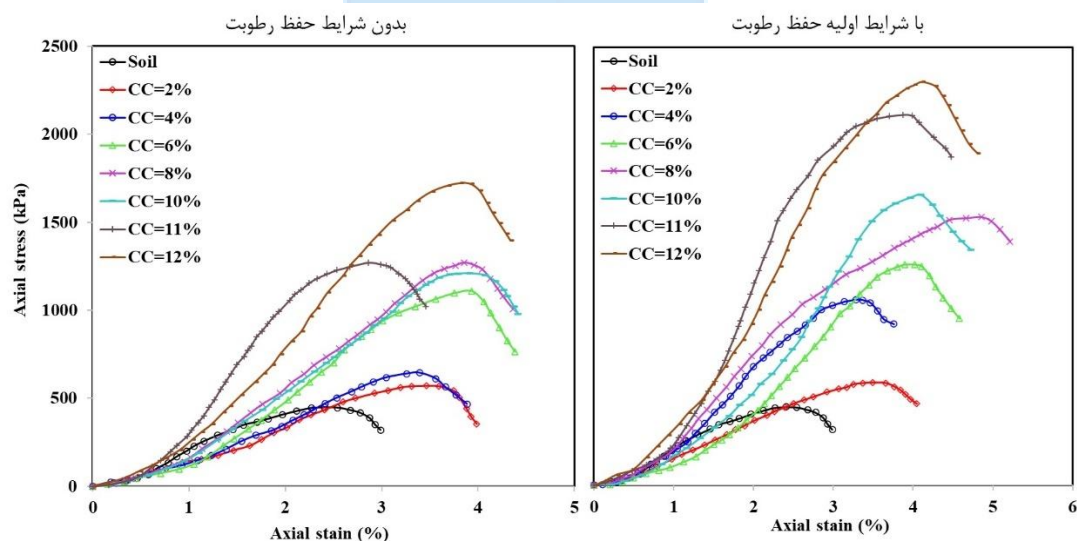 بدون شرایط حفظ رطوبت
با شرایط اولیه حفظ رطوبت
2500
2000
1500
1000
500
0
Axial stress (kPa)
Soil
CC=2%
CC=4%
CC=6%
CC=8%
CC=10%
CC=11%
CC=12%
0 1 2 3 4 5
Axial stain (%)
Soil
CC=2%
CC=4%
CC=6%
CC=8%
CC=10%
CC=11%
CC=12%
0 1 2 3 4 5 6
Axial stain (%)